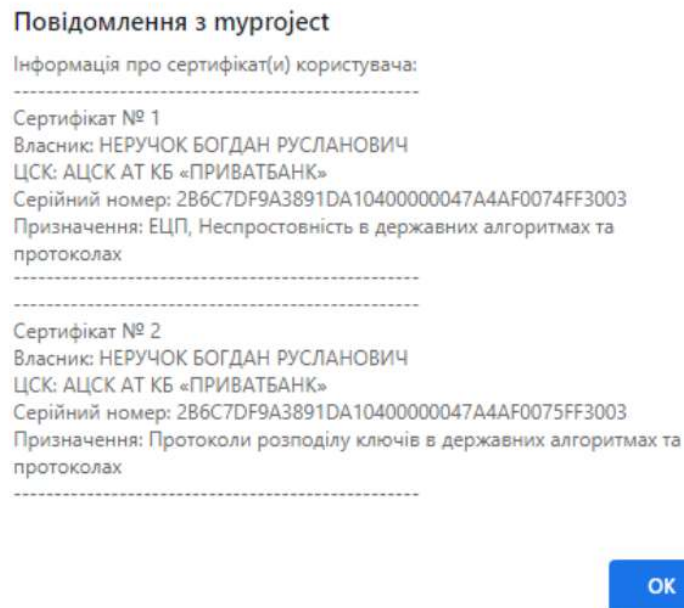 Повідомлення з myproject
Інформація про сертифікат(и) користувача:
--------------------------------------------------
Сертифікат № 1
Власник: НЕРУЧОК БОГДАН РУСЛАНОВИЧ
ЦСК: АЦСК АТ КБ «ПРИВАТБАНК»
Серійний номер: 2B6C7DF9A3891DA10400000047A4AF0074FF3003
Призначення: ЕЦП, Неспростовність в державних алгоритмах та
протоколах
--------------------------------------------------
--------------------------------------------------
Сертифікат № 2
Власник: НЕРУЧОК БОГДАН РУСЛАНОВИЧ
ЦСК: АЦСК АТ КБ «ПРИВАТБАНК»
Серійний номер: 2B6C7DF9A3891DA10400000047A4AF0075FF3003
Призначення: Протоколи розподілу ключів в державних алгоритмах та
протоколах
--------------------------------------------------
ОК